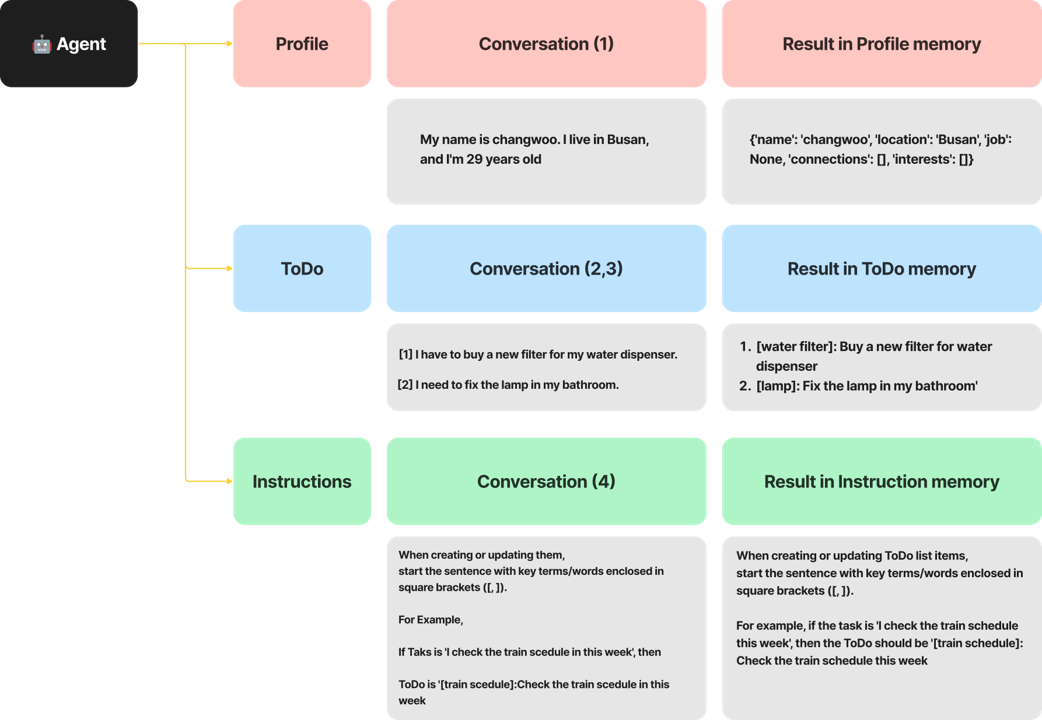 🤖 Agent
Profile
Conversation (1)
Result in Profile memory
My name is changwoo. I live in Busan,
and I'm 29 years old
{'name': 'changwoo', 'location': 'Busan', 'job':
None, 'connections': [], 'interests': []}
ToDo
Conversation (2,3)
Result in ToDo memory
[1] I have to buy a new filter for my water dispenser.
[2] I need to fix the lamp in my bathroom.
1. [water filter]: Buy a new filter for water
dispenser
2. [lamp]: Fix the lamp in my bathroom'
Instructions
Conversation (4)
Result in Instruction memory
When creating or updating them,
start the sentence with key terms/words enclosed in
square brackets ([, ]).
For Example,
If Taks is 'I check the train scedule in this week', then
ToDo is '[train scedule]:Check the train scedule in this
week
When creating or updating ToDo list items,
start the sentence with key terms/words enclosed in
square brackets ([, ]).
For example, if the task is 'I check the train schedule
this week', then the ToDo should be '[train schedule]:
Check the train schedule this week